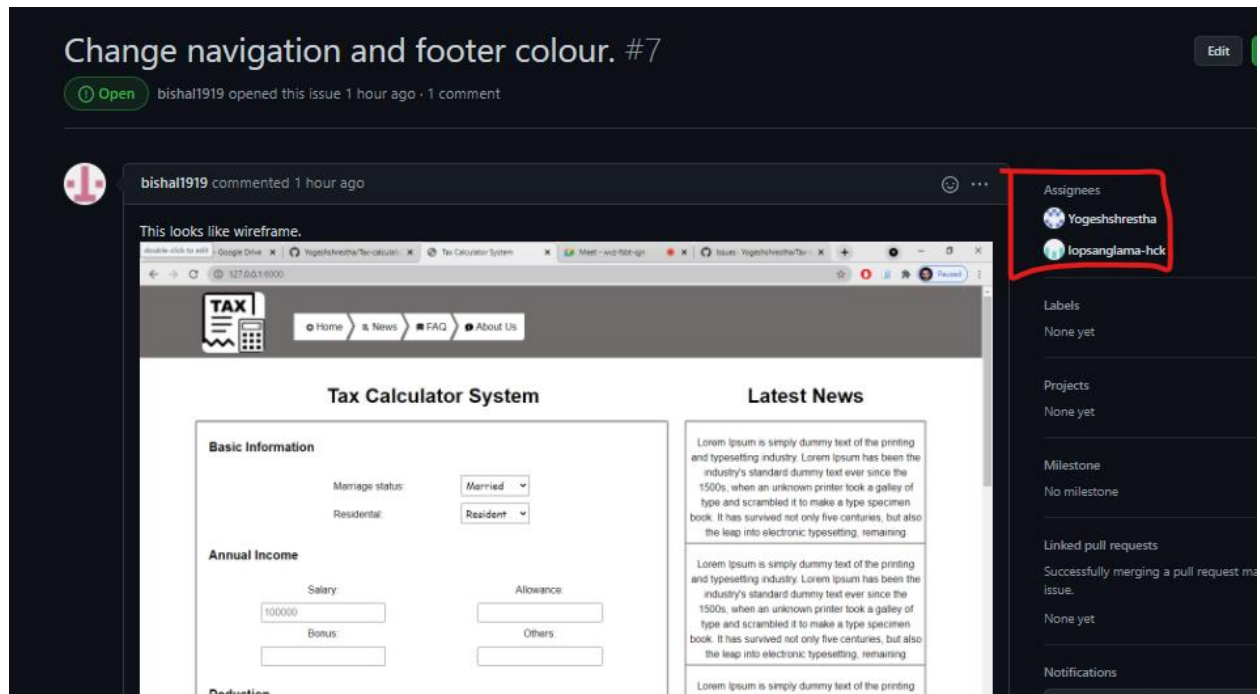 Change navigation and footer colour. #7
Edit
Open
bishal1919 opened this issue 1 hour ago · 1 comment
bishal1919 commented 1 hour ago
This looks like wireframe.
double-click to edit
Google Drive
Tax Calculator System
127.0.0.1:8000
Paused
TAX
Home
News
FAQ
About Us
Tax Calculator System
Basic Information
Marriage status:
Married
Residental:
Resident
Annual Income
Salary:
Allowance:
100000
Bonus:
Others:
Deduction
Latest News
Lorem Ipsum is simply dummy text of the printing
and typesetting industry. Lorem Ipsum has been the
industry's standard dummy text ever since the
1500s, when an unknown printer took a galley of
type and scrambled it to make a type specimen
book. It has survived not only five centuries, but also
the leap into electronic typesetting, remaining
Lorem Ipsum is simply dummy text of the printing
and typesetting industry. Lorem Ipsum has been the
industry's standard dummy text ever since the
1500s, when an unknown printer took a galley of
type and scrambled it to make a type specimen
book. It has survived not only five centuries, but also
the leap into electronic typesetting, remaining
Lorem Ipsum is simply dummy text of the printing
Assignees
Yogeshshrestha
lopsanglama-hck
Labels
None yet
Projects
None yet
Milestone
No milestone
Linked pull requests
Successfully merging a pull request ma
issue.
None yet
Notifications